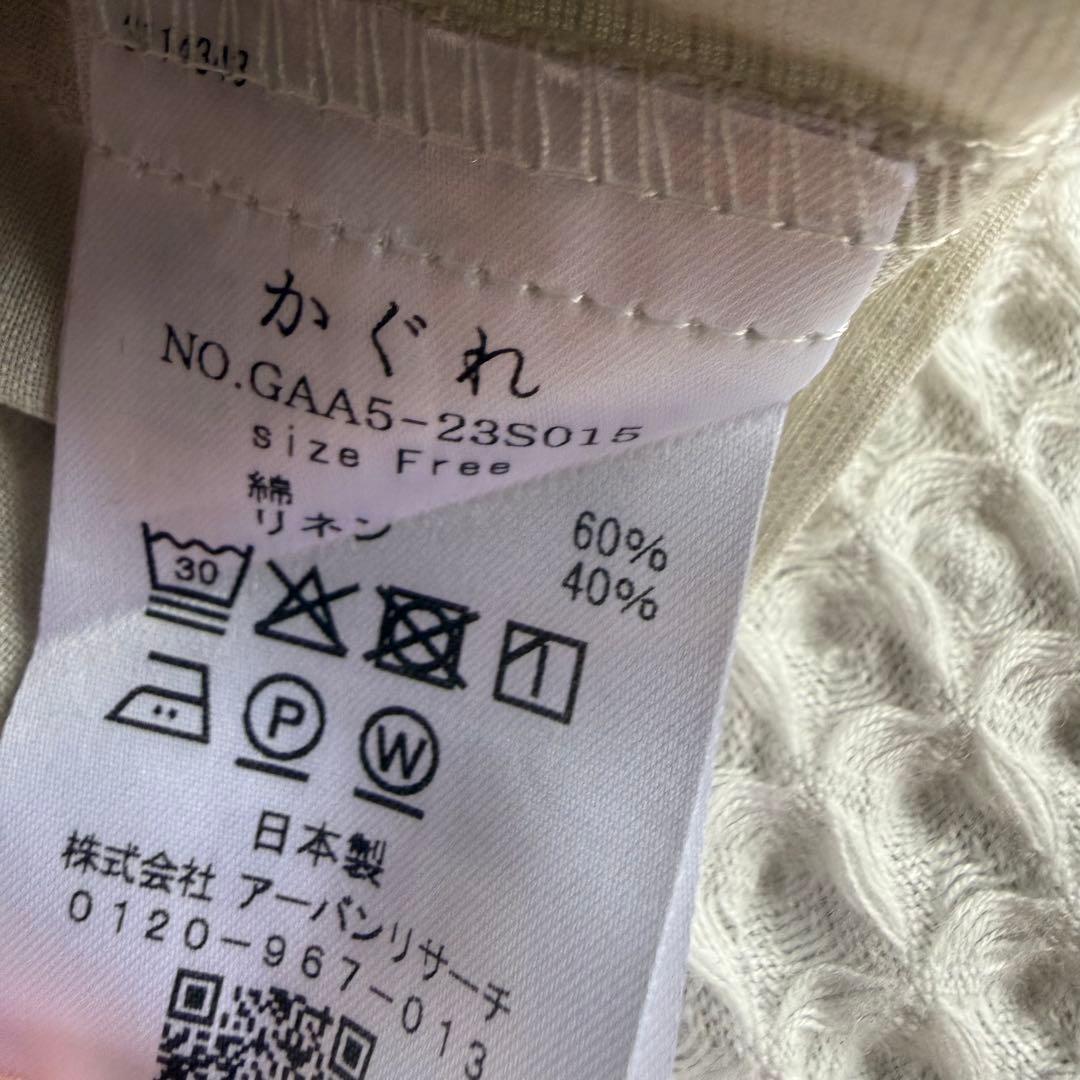 かぐれ
NO.GAA5-23S015
size Free
綿 60%
リネン 40%
30
P
W
日本製
株式会社 アーバンリサーチ
0120-967-013